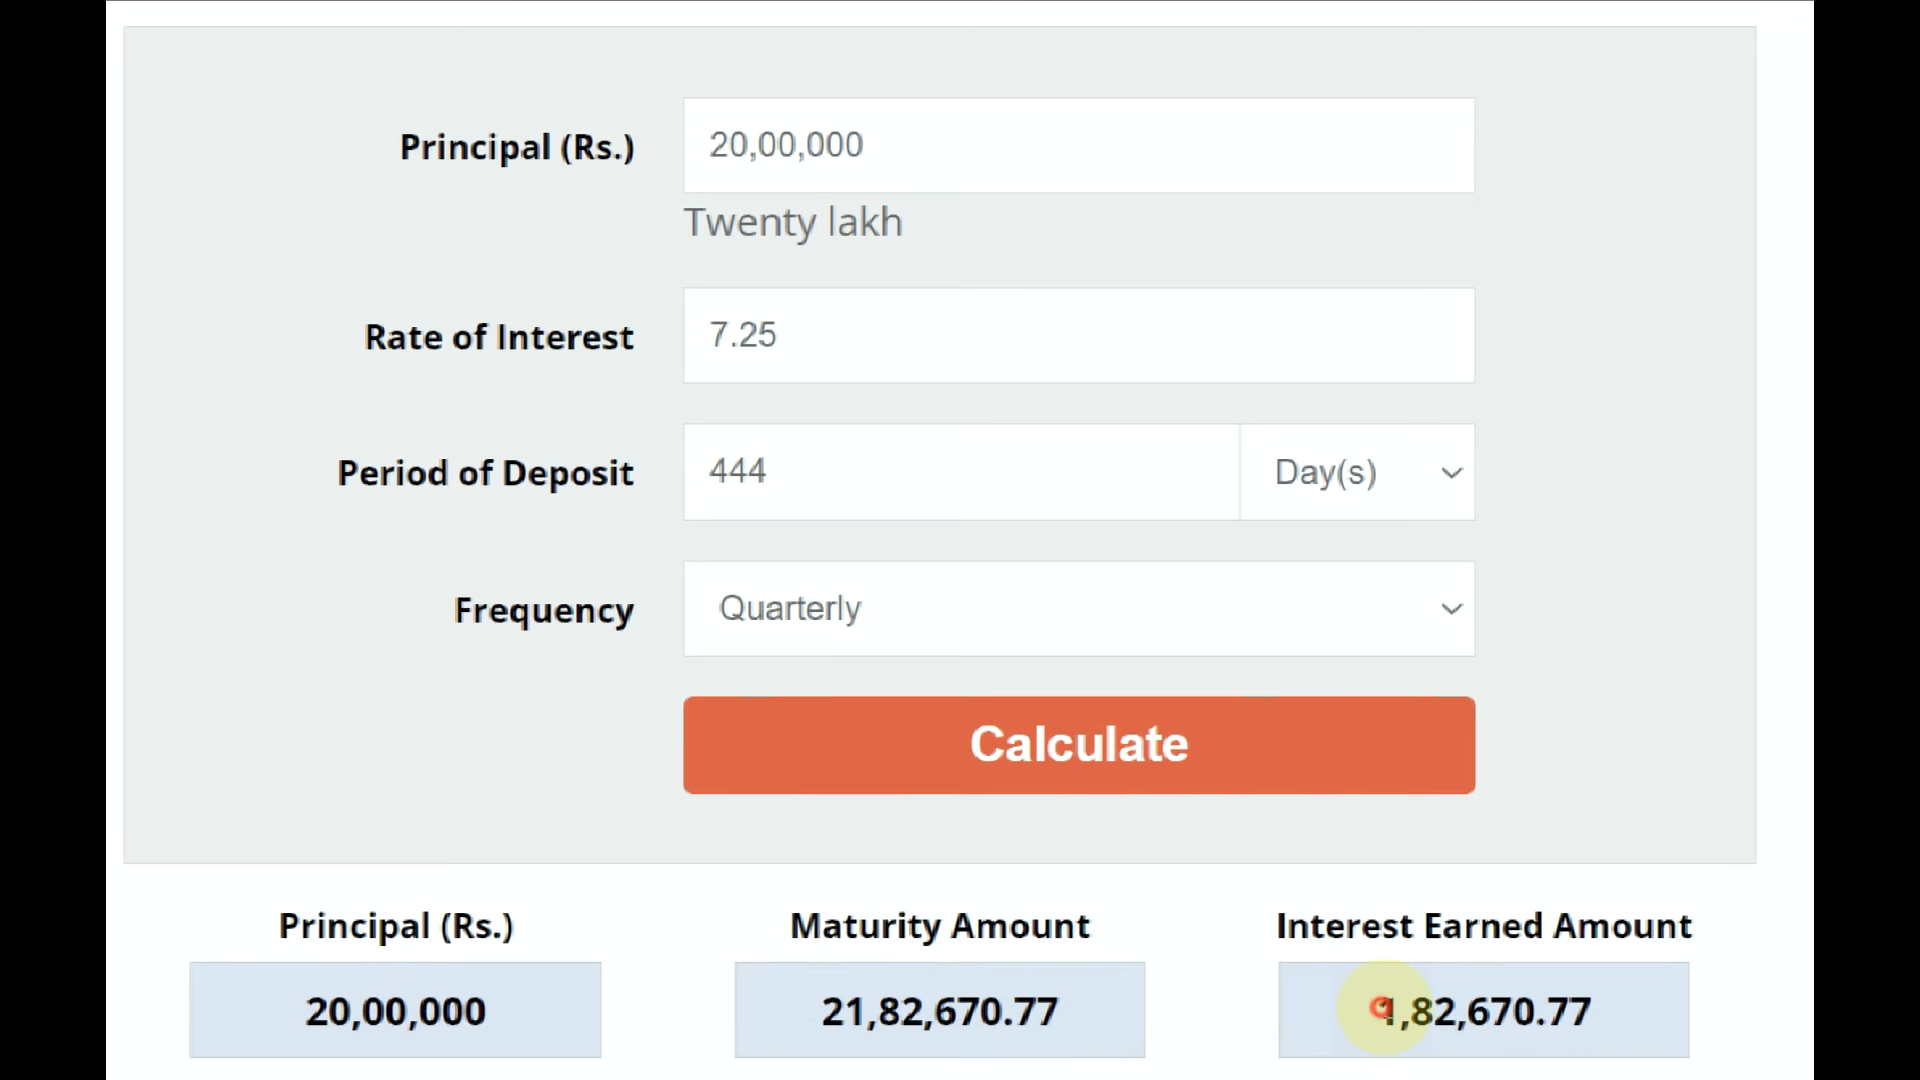 Principal (Rs.) 20,00,000
Twenty lakh
Rate of Interest 7.25
Period of Deposit 444 Day(s)
Frequency Quarterly
Calculate
Principal (Rs.) Maturity Amount Interest Earned Amount
20,00,000 21,82,670.77 1,82,670.77